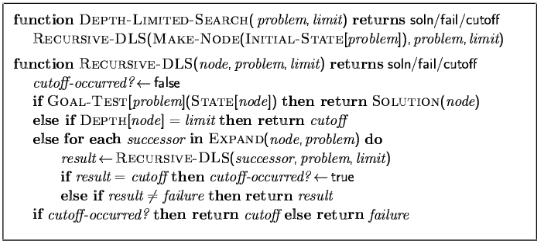 function DEPTH-LIMITED-SEARCH( problem, limit) returns soln/fail/cutoff
RECURSIVE-DLS(MAKE-NODE(INITIAL-STATE[problem]), problem, limit)
function RECURSIVE-DLS(node, problem, limit) returns soln/fail/cutoff
cutoff-occurred? ← false
if GOAL-TEST[problem](STATE[node]) then return SOLUTION(node)
else if DEPTH[node] = limit then return cutoff
else for each successor in EXPAND(node, problem) do
result ← RECURSIVE-DLS(successor, problem, limit)
if result = cutoff then cutoff-occurred? ← true
else if result ≠ failure then return result
if cutoff-occurred? then return cutoff else return failure